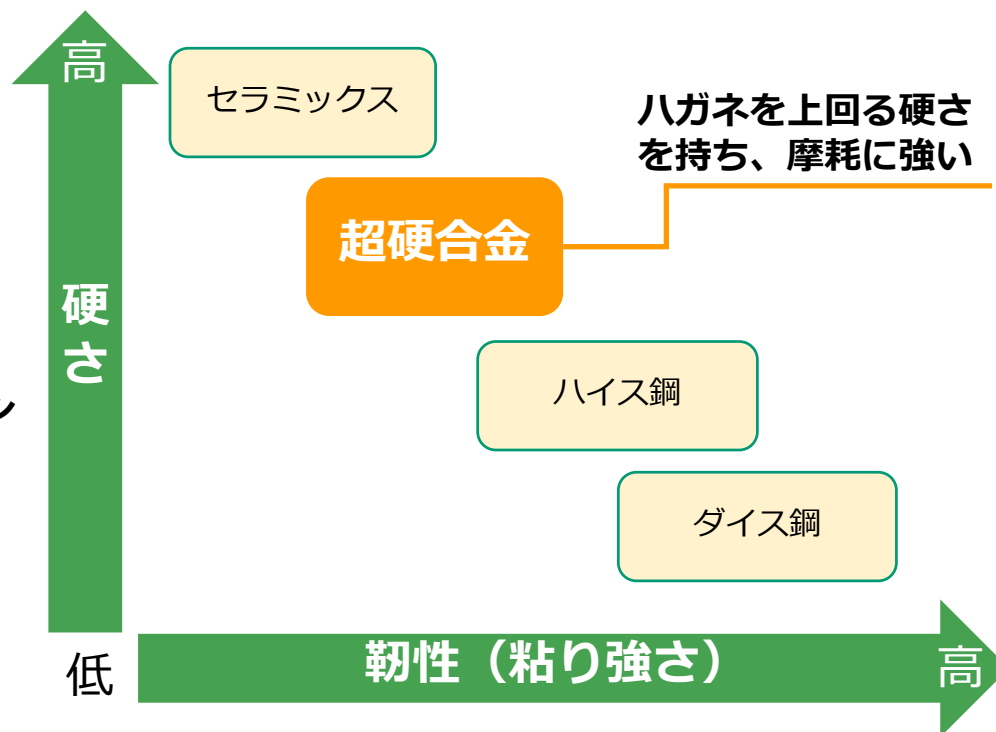 高
セラミックス
ハガネを上回る硬さ
を持ち、摩耗に強い
超硬合金
硬さ
ハイス鋼
ダイス鋼
低
靭性（粘り強さ）
高